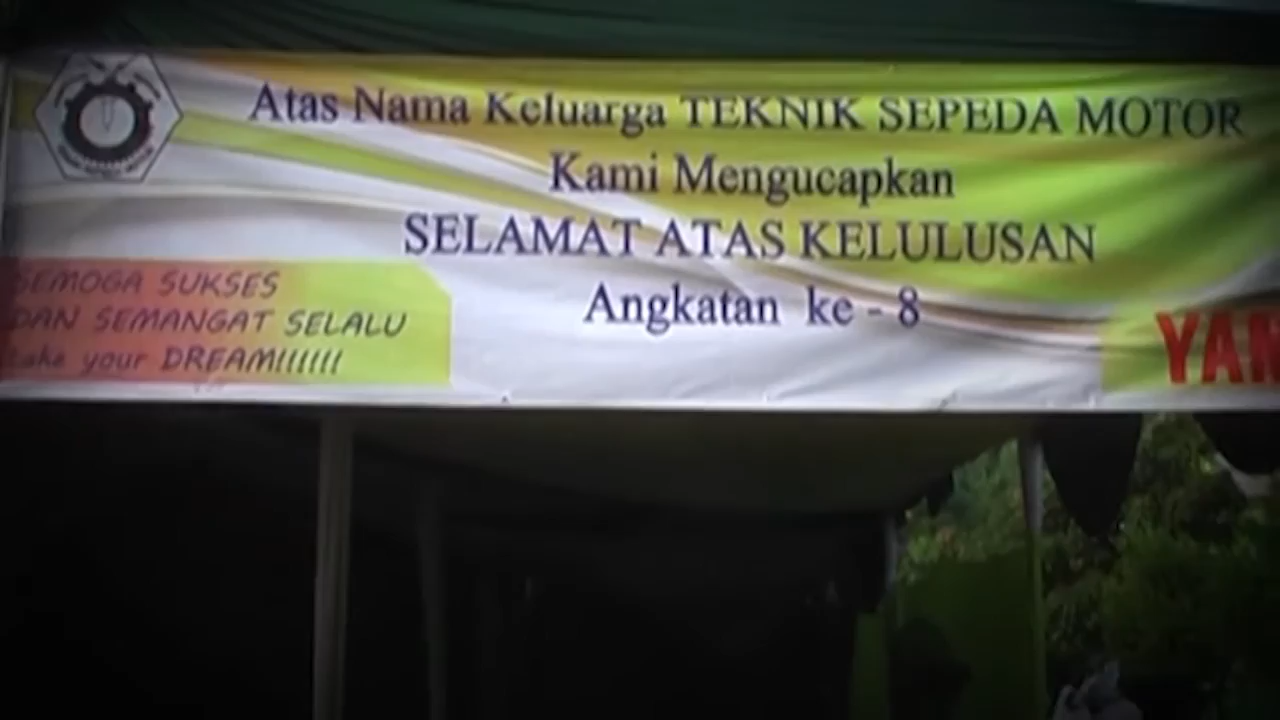 Atas Nama Keluarga TEKNIK SEPEDA MOTOR
Kami Mengucapkan
SELAMAT ATAS KELULUSAN
Angkatan ke - 8
SEMOGA SUKSES
DAN SEMANGAT SELALU
your DREAM!!!!!!